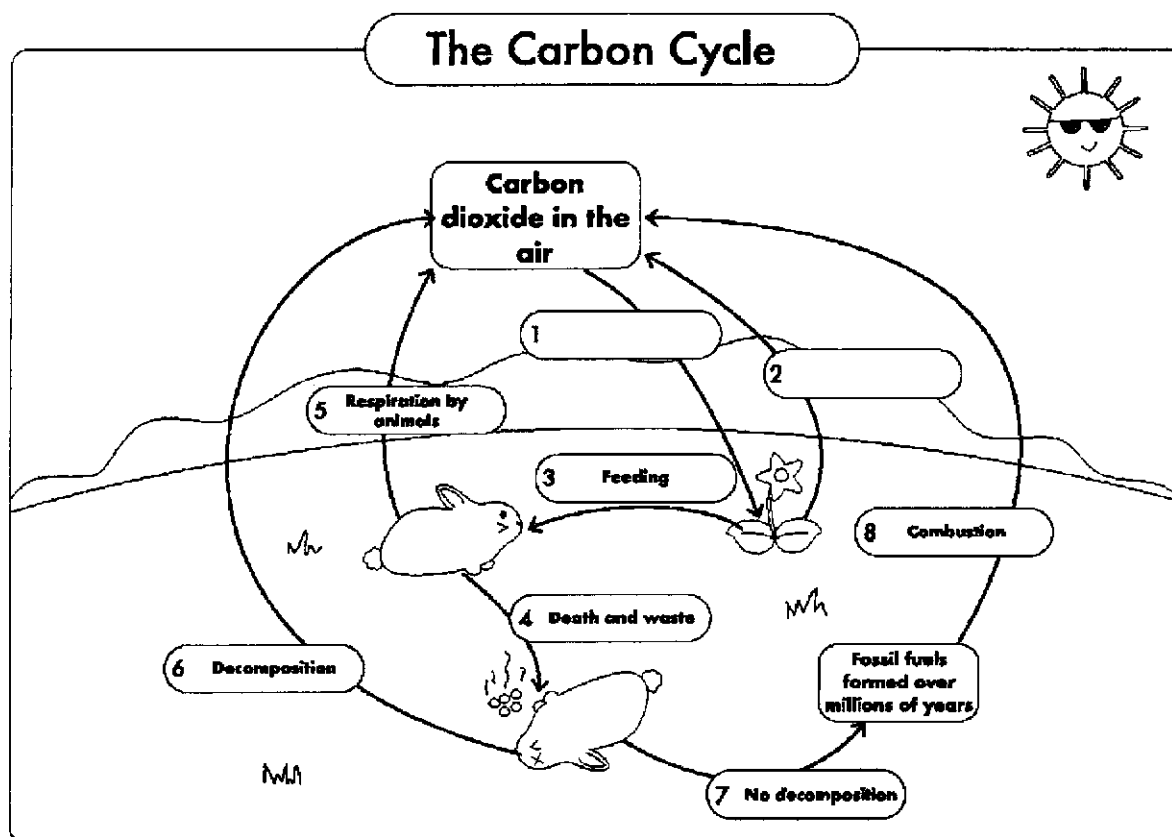 The Carbon Cycle
Carbon
dioxide in the
air
1
2
5 Respiration by
animals
3 Feeding
8 Combustion
4 Death and waste
6 Decomposition
Fossil fuels
formed over
millions of years
7 No decomposition